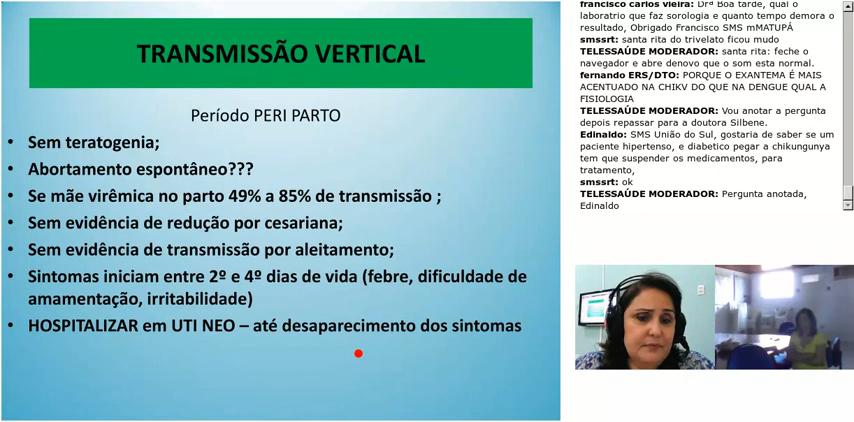 TRANSMISSÃO VERTICAL
Período PERI PARTO
• Sem teratogenia;
• Abortamento espontâneo???
• Se mãe virêmica no parto 49% a 85% de transmissão ;
• Sem evidência de redução por cesariana;
• Sem evidência de transmissão por aleitamento;
• Sintomas iniciam entre 2º e 4º dias de vida (febre, dificuldade de
amamentação, irritabilidade)
• HOSPITALIZAR em UTI NEO – até desaparecimento dos sintomas
francisco carlos vieira: Drª Boa tarde, qual o
laboratrio que faz sorologia e quanto tempo demora o
resultado, Obrigado Francisco SMS mMATUPÁ
smssrt: santa rita do trivelato ficou mudo
TELESSAÚDE MODERADOR: santa rita: feche o
navegador e abre denovo que o som esta normal.
fernando ERS/DTO: PORQUE O EXANTEMA É MAIS
ACENTUADO NA CHIKV DO QUE NA DENGUE QUAL A
FISIOLOGIA
TELESSAÚDE MODERADOR: Vou anotar a pergunta
depois repassar para a doutora Silbene.
Edinaldo: SMS União do Sul, gostaria de saber se um
paciente hipertenso, e diabetico pegar a chikungunya
tem que suspender os medicamentos, para
tratamento,
smssrt: ok
TELESSAÚDE MODERADOR: Pergunta anotada,
Edinaldo